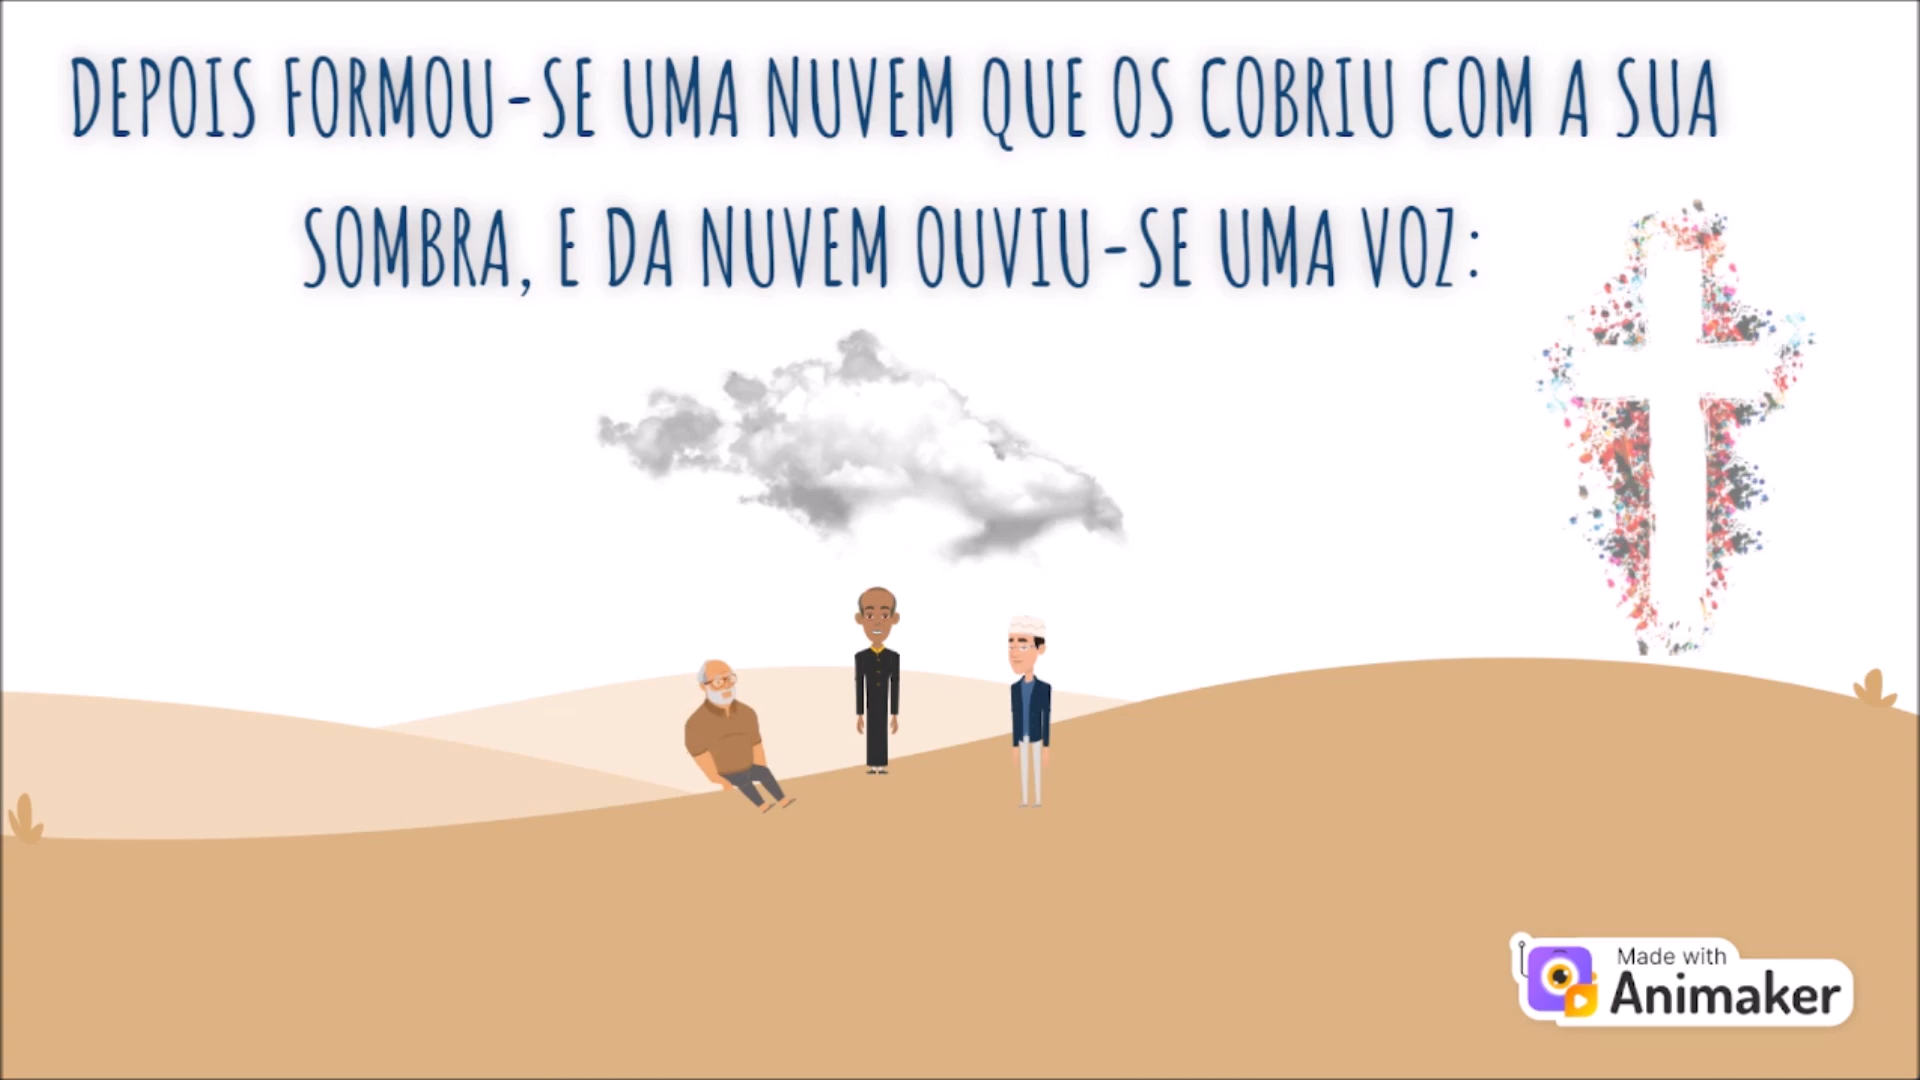 DEPOIS FORMOU-SE UMA NUVEM QUE OS COBRIU COM A SUA
SOMBRA, E DA NUVEM OUVIU-SE UMA VOZ:
Made with
Animaker